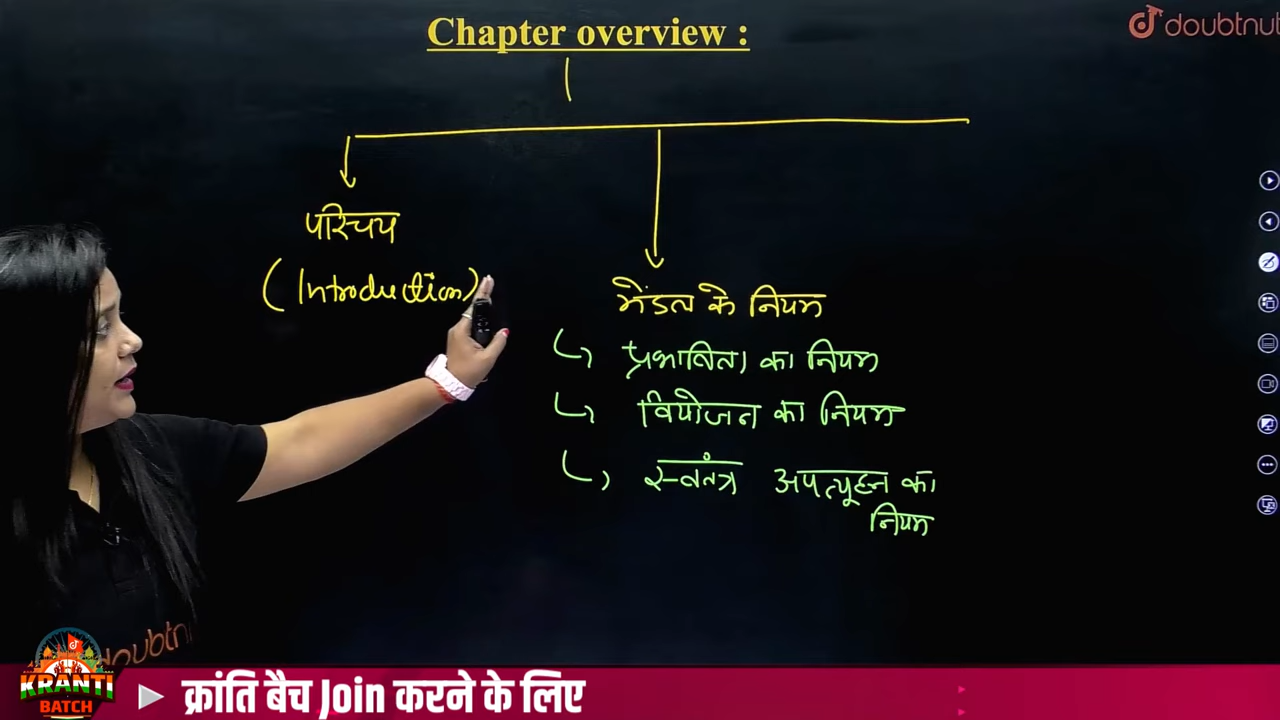 Chapter overview :
doubtnut
परिचय
(Introduction)
मेंडल के नियम
प्रभाविता का नियम
वियोजन का नियम
स्वतंत्र अपव्यूहन का
नियम
doubtnu
KRANTI
BATCH
क्रांति बैच Join करने के लिए